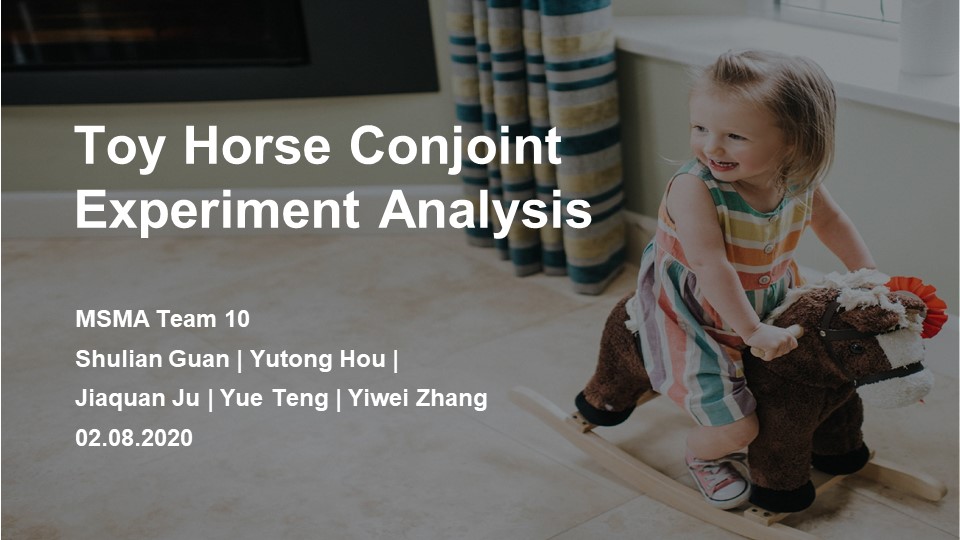 Toy Horse Conjoint
Experiment Analysis
MSMA Team 10
Shulian Guan | Yutong Hou |
Jiaquan Ju | Yue Teng | Yiwei Zhang
02.08.2020